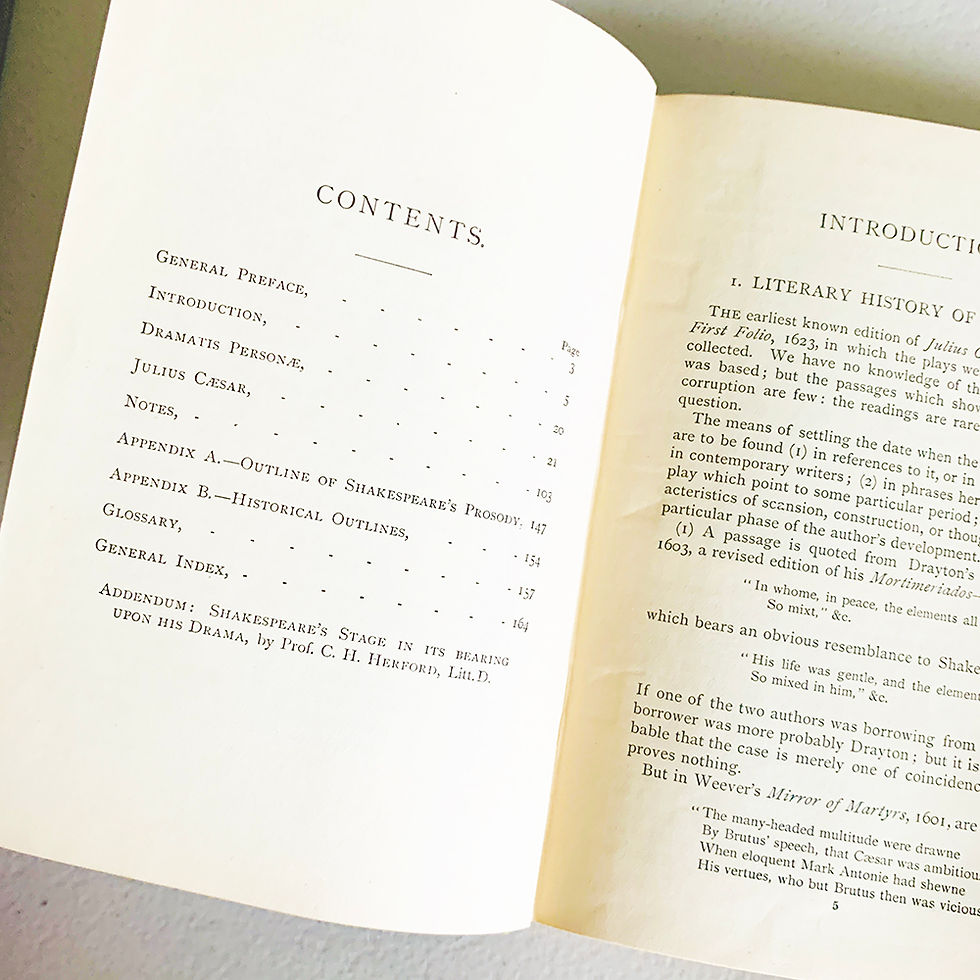 CONTENTS.
Page
GENERAL PREFACE, - - - - - - 3
INTRODUCTION, - - - - - - - 5
DRAMATIS PERSONÆ, - - - - - - 20
JULIUS CÆSAR, - - - - - - - 21
NOTES, - - - - - - - - 103
APPENDIX A.—OUTLINE OF SHAKESPEARE'S PROSODY, 147
APPENDIX B.—HISTORICAL OUTLINES, - - - 154
GLOSSARY, - - - - - - - 157
GENERAL INDEX, - - - - - - - 164
ADDENDUM: SHAKESPEARE'S STAGE IN ITS BEARING
UPON HIS DRAMA, by Prof. C. H. HERFORD, Litt.D.
INTRODUCTIO
1. LITERARY HISTORY OF
THE earliest known edition of Julius C
First Folio, 1623, in which the plays we
collected. We have no knowledge of th
was based; but the passages which show
corruption are few: the readings are rare
question.
The means of settling the date when the
are to be found (1) in references to it, or in
in contemporary writers; (2) in phrases her
play which point to some particular period;
acteristics of scansion, construction, or thoug
particular phase of the author's development.
(1) A passage is quoted from Drayton's
1603, a revised edition of his Mortimeriados—
"In whome, in peace, the elements all
So mixt," &c.
which bears an obvious resemblance to Shake
"His life was gentle, and the element
So mixed in him," &c.
If one of the two authors was borrowing from
borrower was more probably Drayton; but it is
bable that the case is merely one of coincidenc
proves nothing.
But in Weever's Mirror of Martyrs, 1601, are
"The many-headed multitude were drawne
By Brutus' speech, that Cæsar was ambitiou
When eloquent Mark Antonie had shewne
His vertues, who but Brutus then was vicious
5